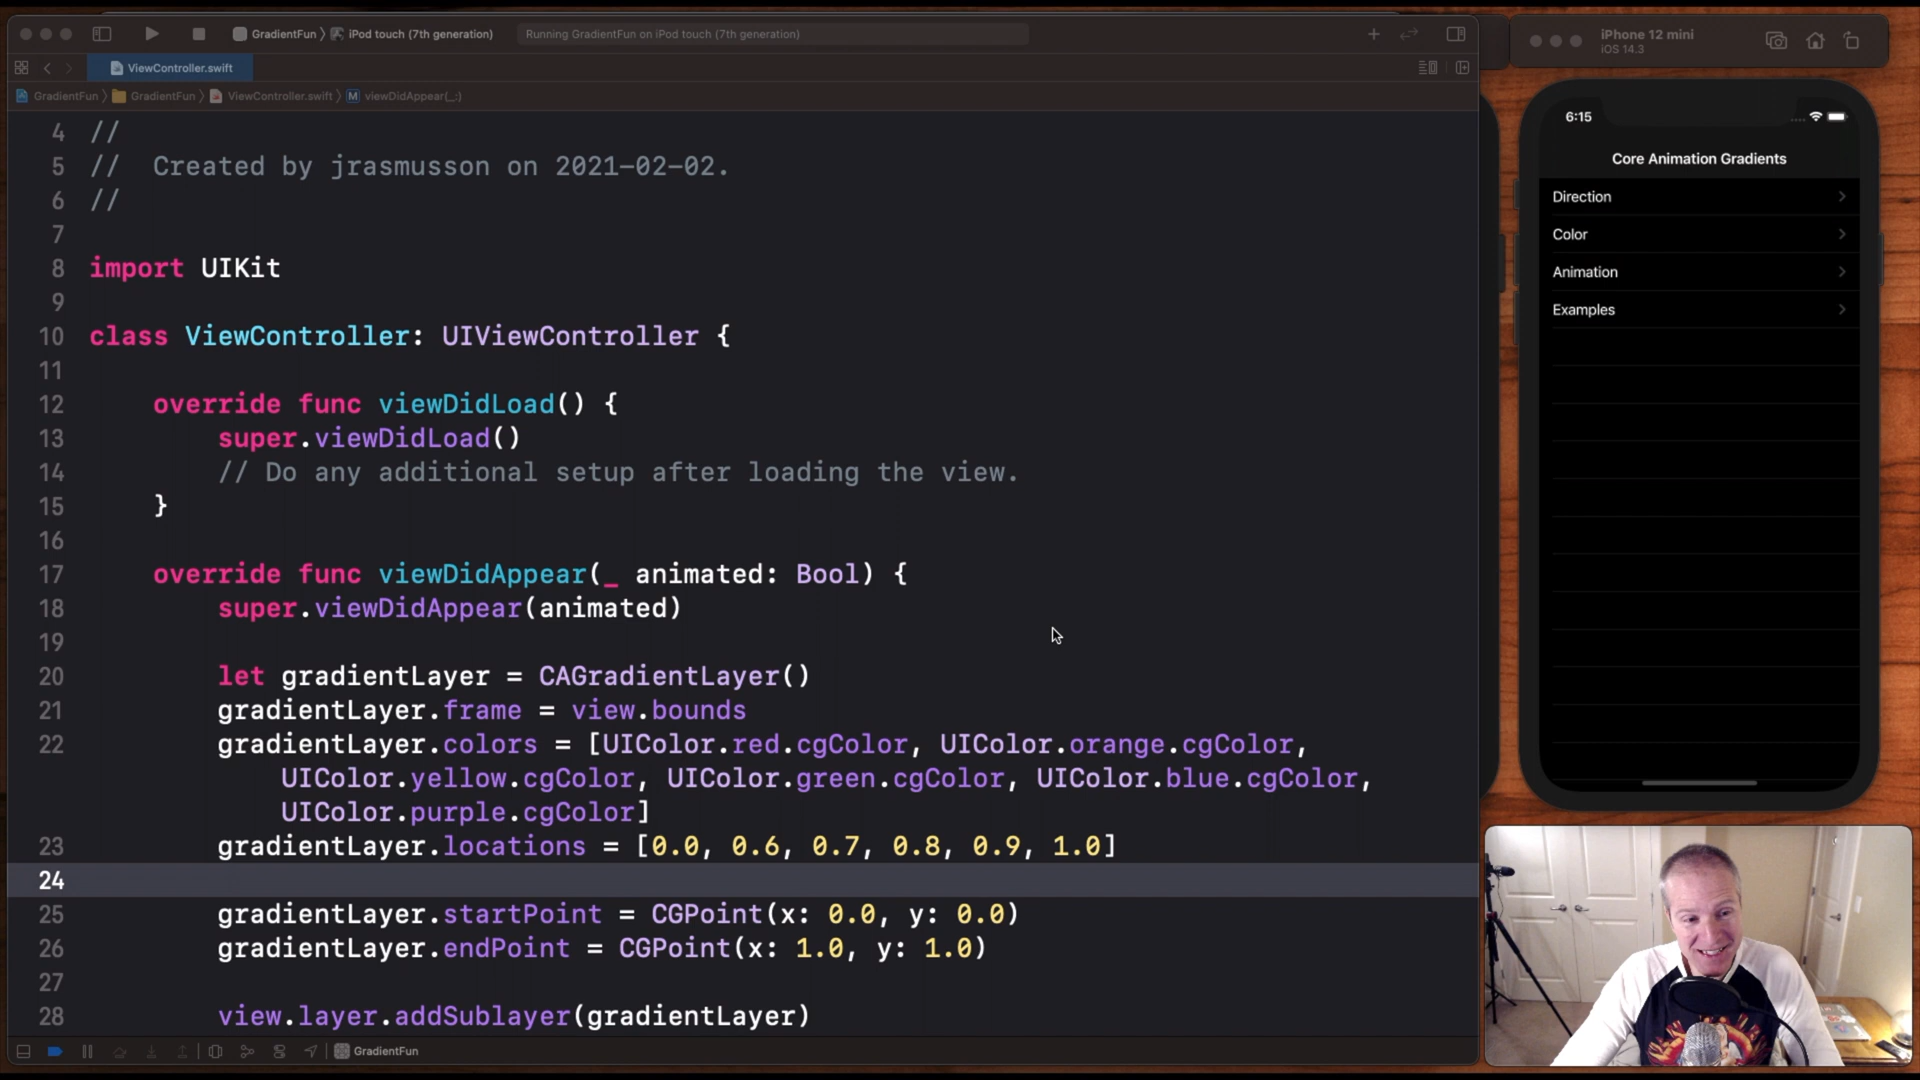 GradientFun
iPod touch (7th generation)
Running GradientFun on iPod touch (7th generation)
ViewController.swift
GradientFun
GradientFun
ViewController.swift
M
viewDidAppear(_:)
4 //
5 //  Created by jrasmusson on 2021-02-02.
6 //
7
8 import UIKit
9
10 class ViewController: UIViewController {
11
12     override func viewDidLoad() {
13         super.viewDidLoad()
14         // Do any additional setup after loading the view.
15     }
16
17     override func viewDidAppear(_ animated: Bool) {
18         super.viewDidAppear(animated)
19
20         let gradientLayer = CAGradientLayer()
21         gradientLayer.frame = view.bounds
22         gradientLayer.colors = [UIColor.red.cgColor, UIColor.orange.cgColor,
UIColor.yellow.cgColor, UIColor.green.cgColor, UIColor.blue.cgColor,
UIColor.purple.cgColor]
23         gradientLayer.locations = [0.0, 0.6, 0.7, 0.8, 0.9, 1.0]
24
25         gradientLayer.startPoint = CGPoint(x: 0.0, y: 0.0)
26         gradientLayer.endPoint = CGPoint(x: 1.0, y: 1.0)
27
28         view.layer.addSublayer(gradientLayer)
GradientFun
iPhone 12 mini
iOS 14.3
6:15
Core Animation Gradients
Direction
Color
Animation
Examples